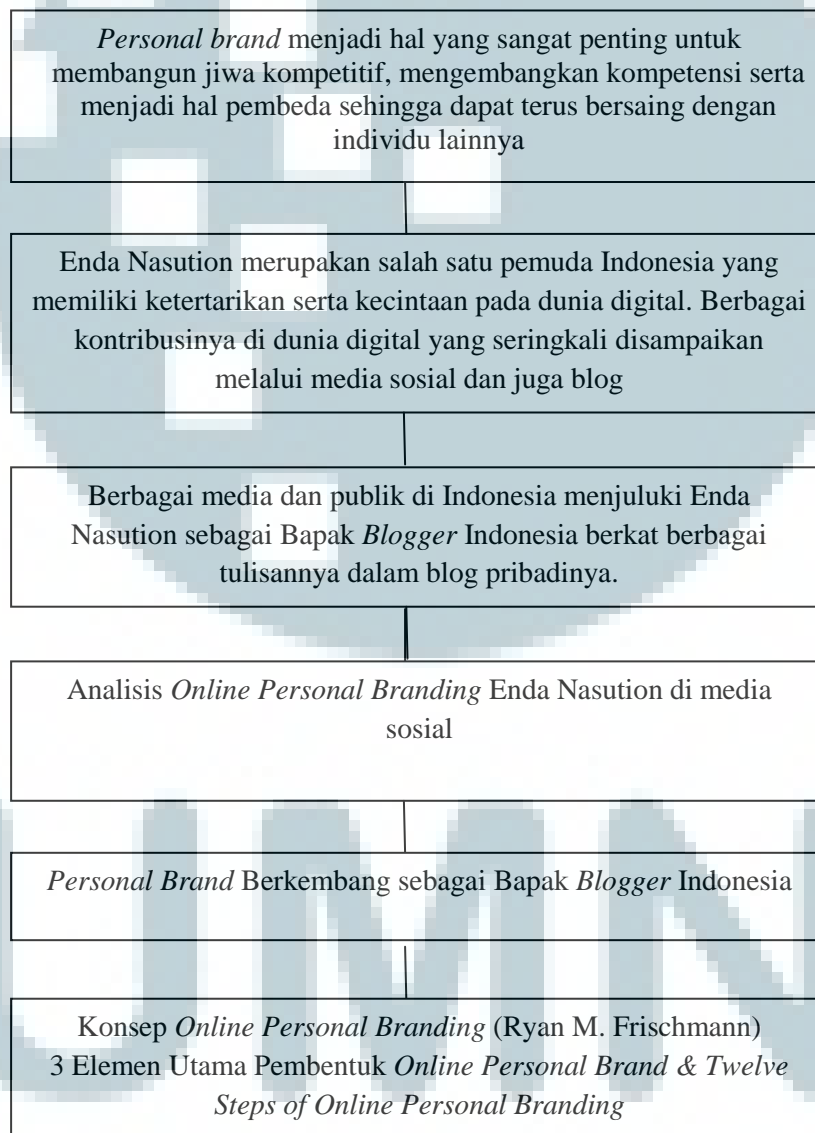 Personal brand menjadi hal yang sangat penting untuk
membangun jiwa kompetitif, mengembangkan kompetensi serta
menjadi hal pembeda sehingga dapat terus bersaing dengan
individu lainnya
Enda Nasution merupakan salah satu pemuda Indonesia yang
memiliki ketertarikan serta kecintaan pada dunia digital. Berbagai
kontribusinya di dunia digital yang seringkali disampaikan
melalui media sosial dan juga blog
Berbagai media dan publik di Indonesia menjuluki Enda
Nasution sebagai Bapak Blogger Indonesia berkat berbagai
tulisannya dalam blog pribadinya.
Analisis Online Personal Branding Enda Nasution di media
sosial
Personal Brand Berkembang sebagai Bapak Blogger Indonesia
UMN
Konsep Online Personal Branding (Ryan M. Frischmann)
3 Elemen Utama Pembentuk Online Personal Brand & Twelve
Steps of Online Personal Branding